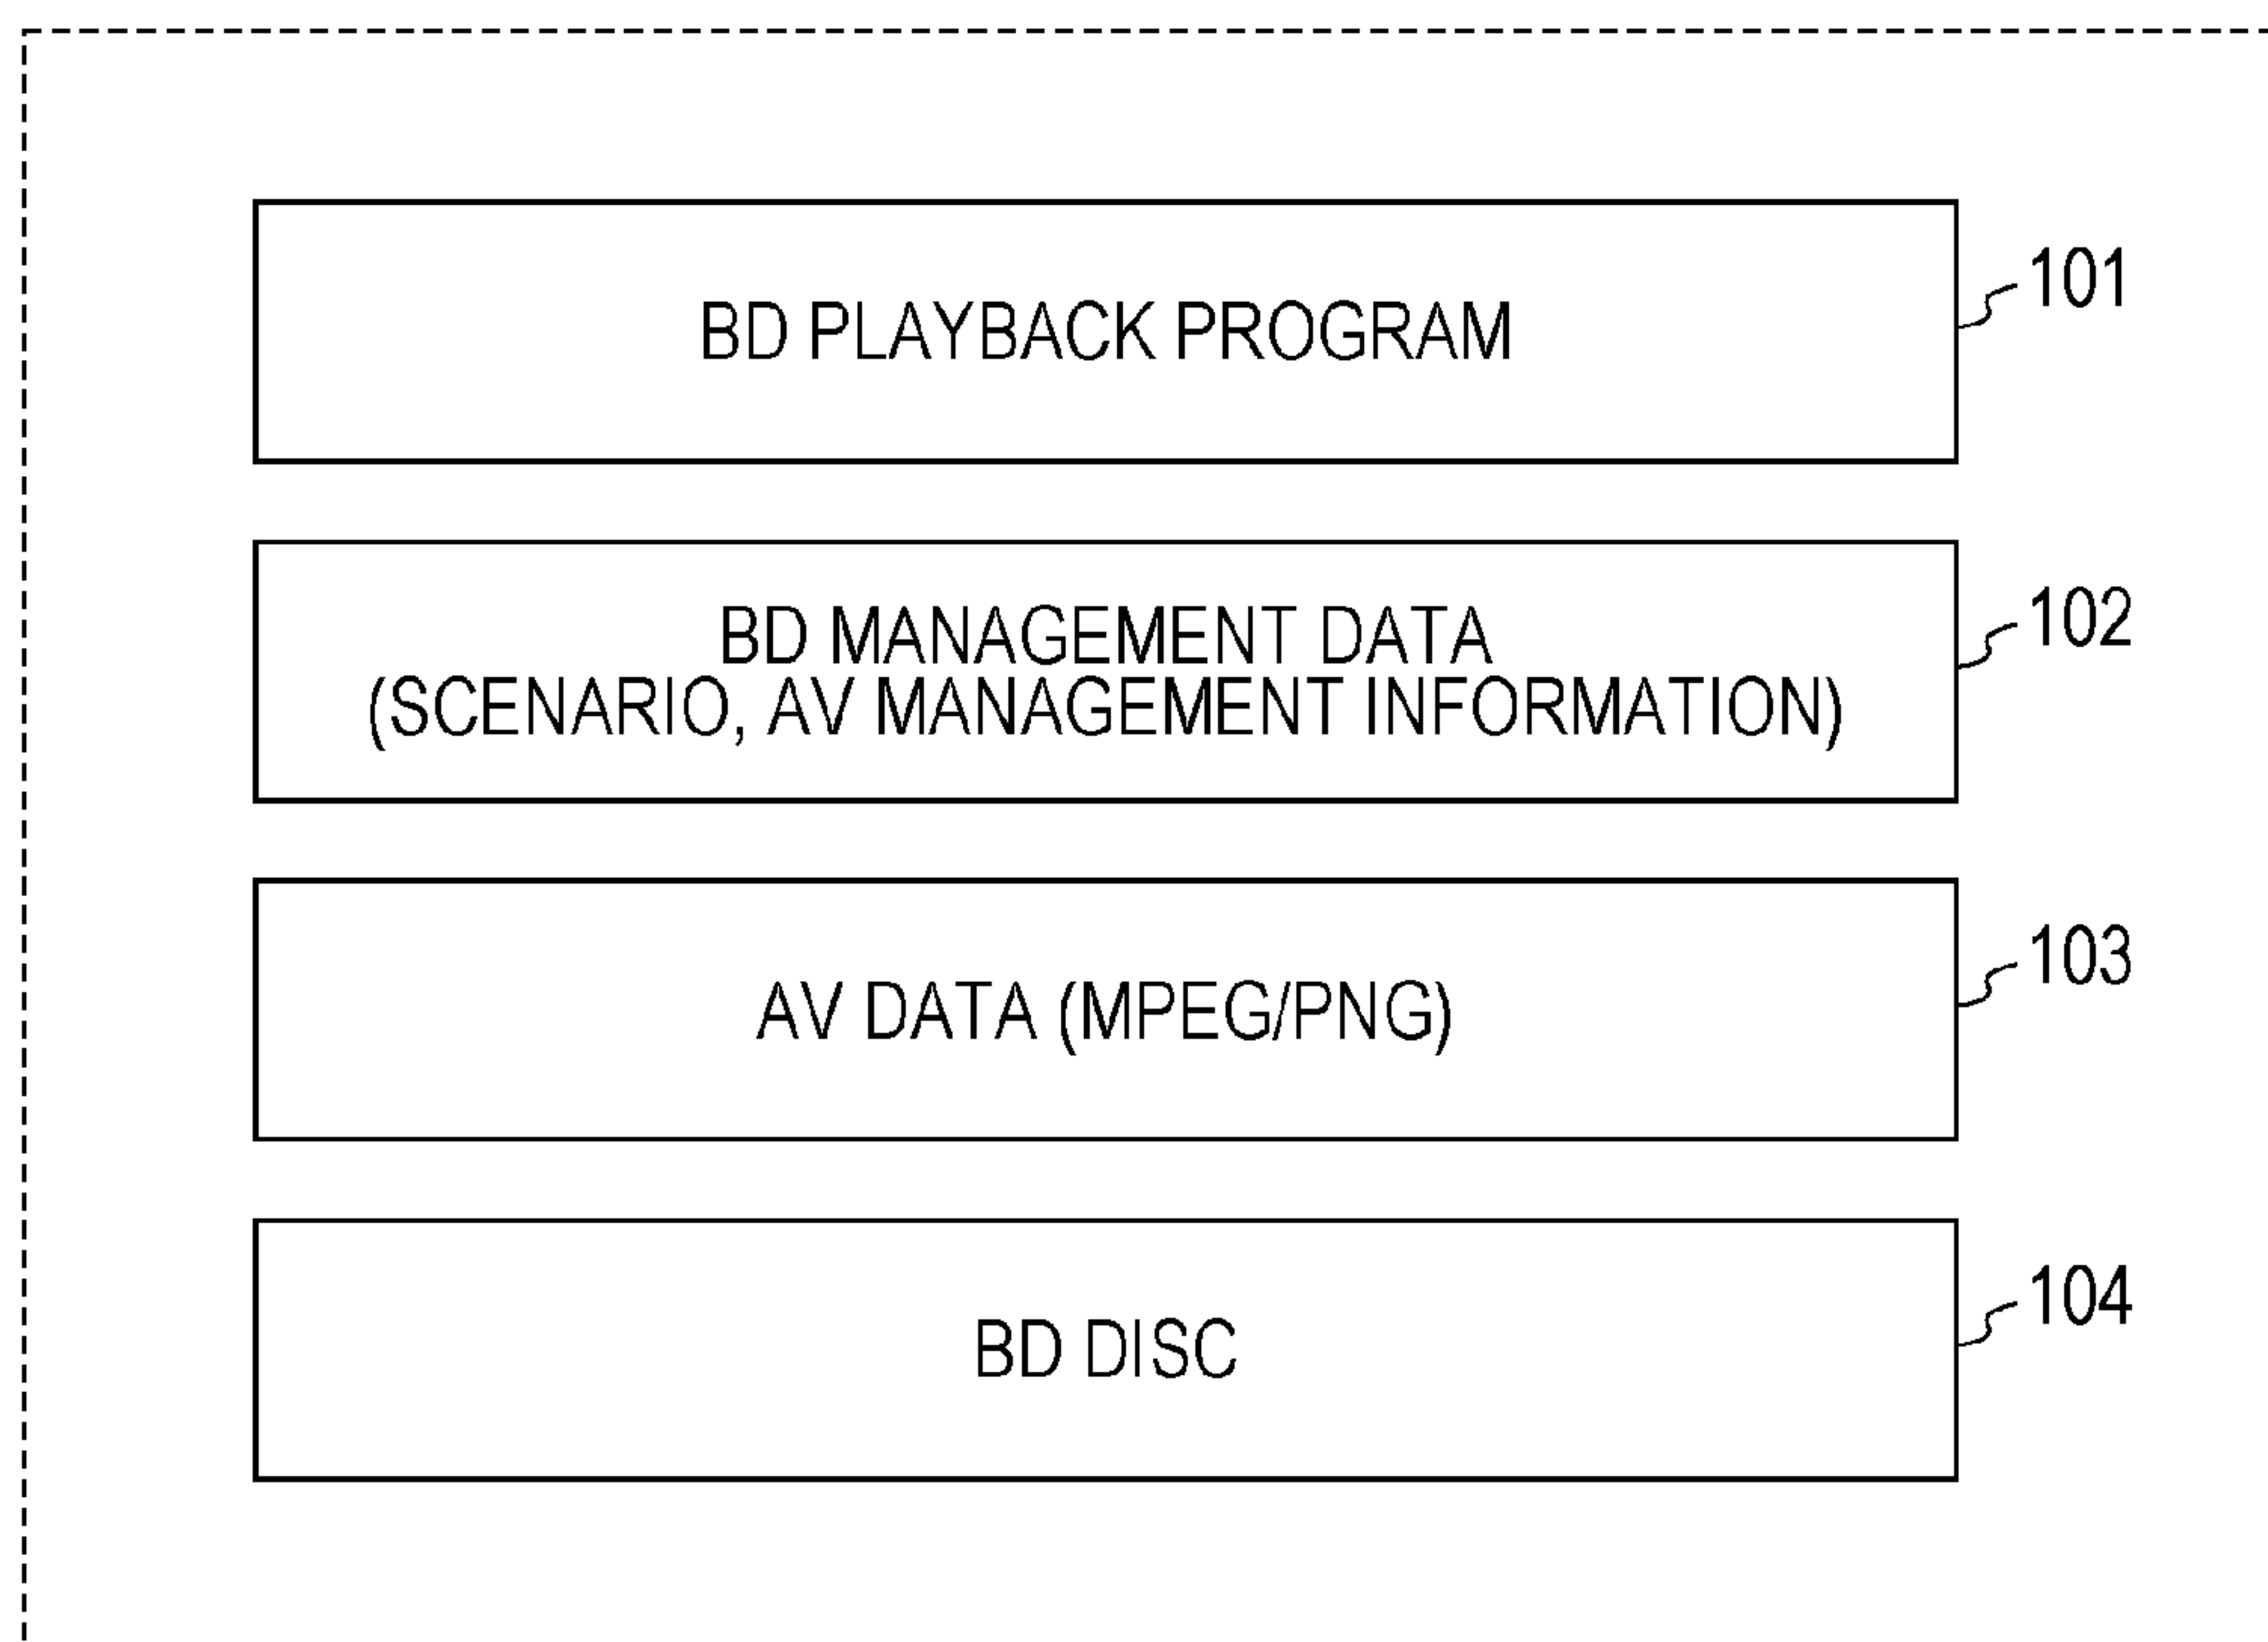 BD PLAYBACK PROGRAM
101
BD MANAGEMENT DATA
(SCENARIO, AV MANAGEMENT INFORMATION)
102
AV DATA (MPEG/PNG)
103
BD DISC
104